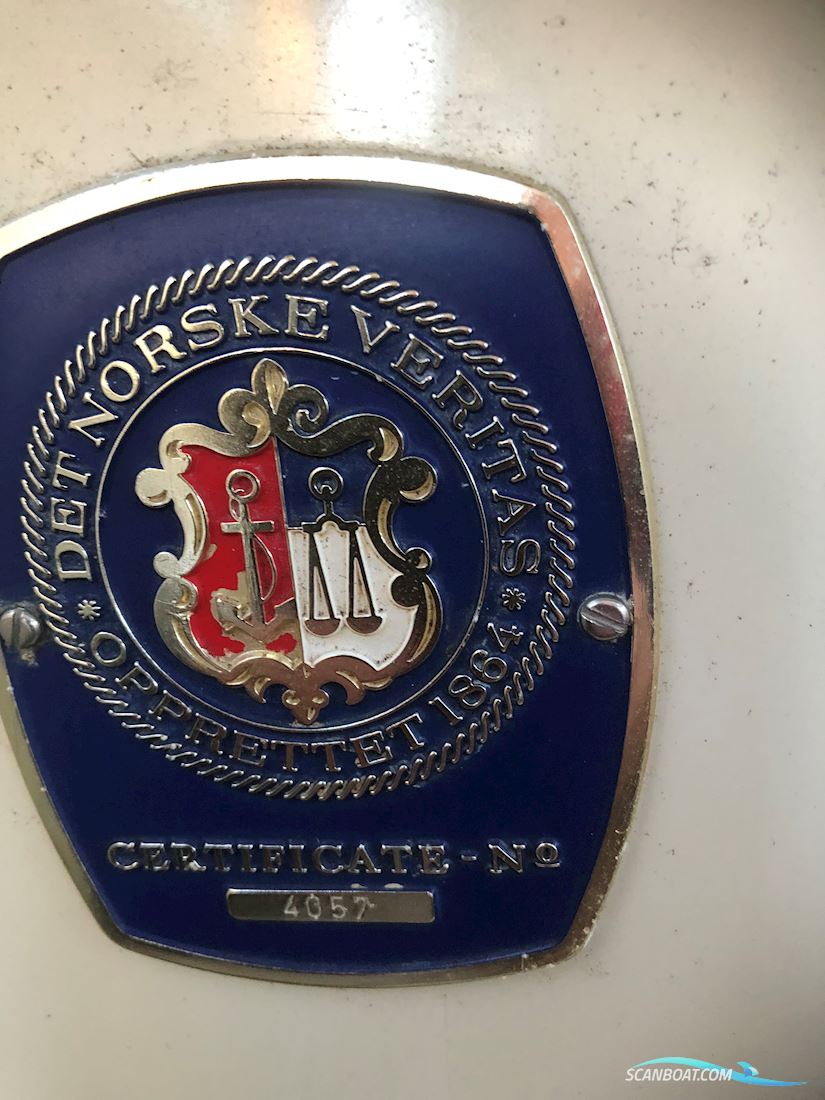 DET NORSKE VERITAS
* OPPRETTET 1864 *
CERTIFICATE - No
4057
SCANBOAT.COM